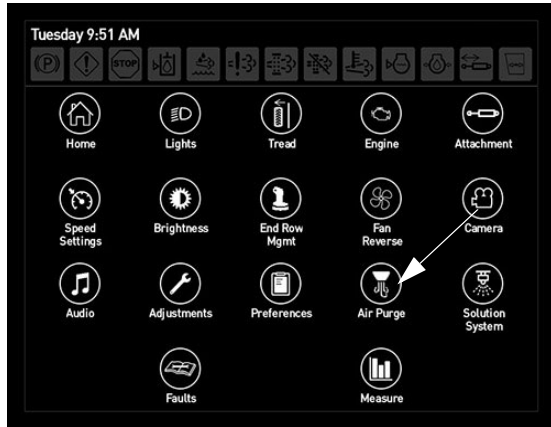 Tuesday 9:51 AM
(P) STOP
Home Lights Tread Engine Attachment
Speed Settings Brightness End Row Mgmt Fan Reverse Camera
Audio Adjustments Preferences Air Purge Solution System
Faults Measure